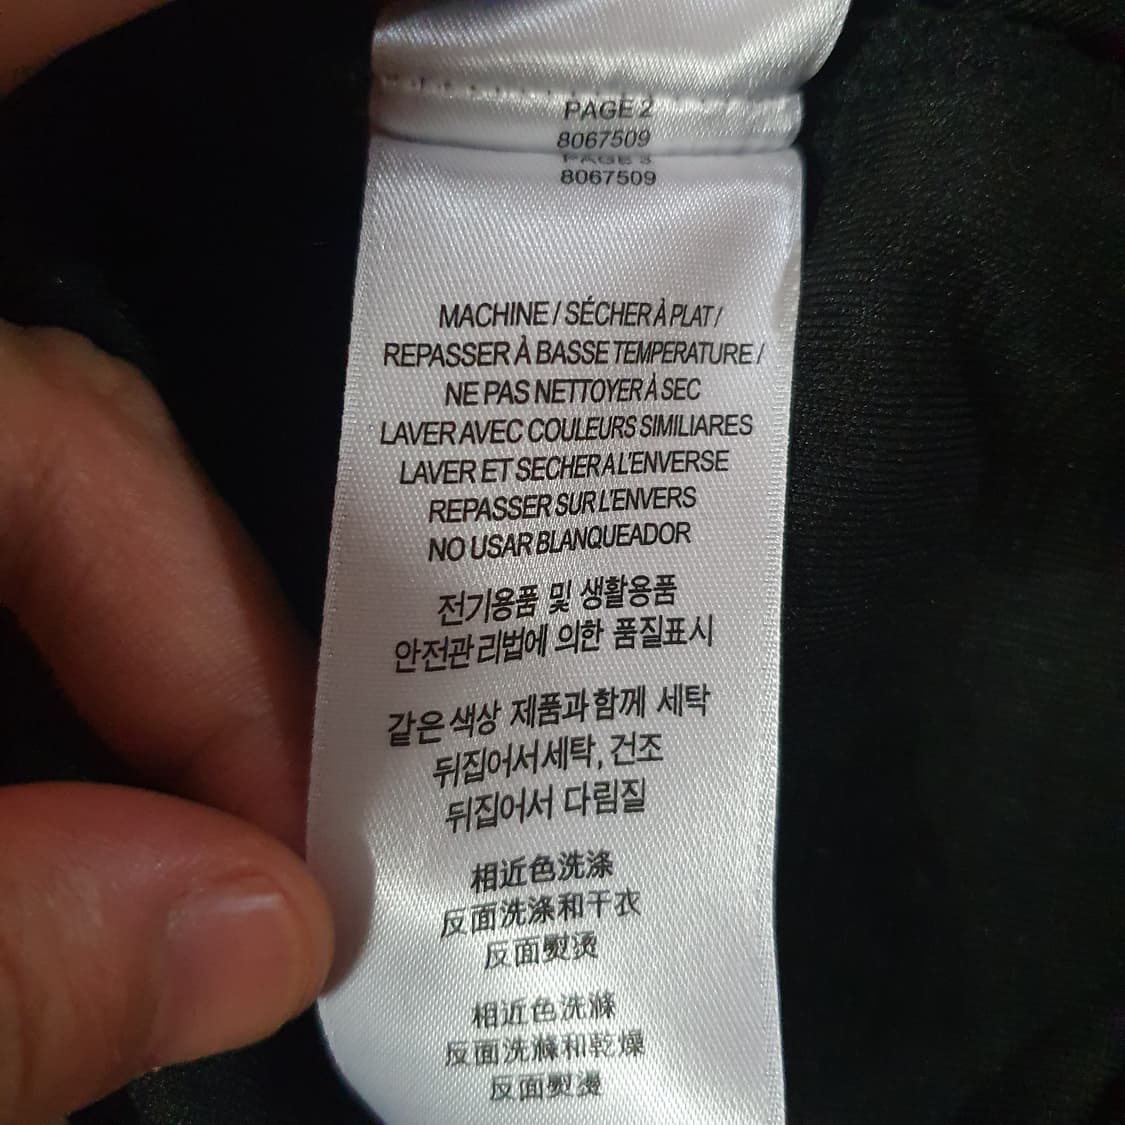 PAGE 2
8067509
PAGE 3
8067509
MACHINE / SÉCHER À PLAT /
REPASSER À BASSE TEMPERATURE /
NE PAS NETTOYER À SEC
LAVER AVEC COULEURS SIMILIARES
LAVER ET SECHER A L'ENVERSE
REPASSER SUR L'ENVERS
NO USAR BLANQUEADOR
전기용품 및 생활용품
안전관리법에 의한 품질표시
같은 색상 제품과 함께 세탁
뒤집어서 세탁, 건조
뒤집어서 다림질
相近色洗涤
反面洗涤和干衣
反面熨烫
相近色洗滌
反面洗滌和乾燥
反面熨燙